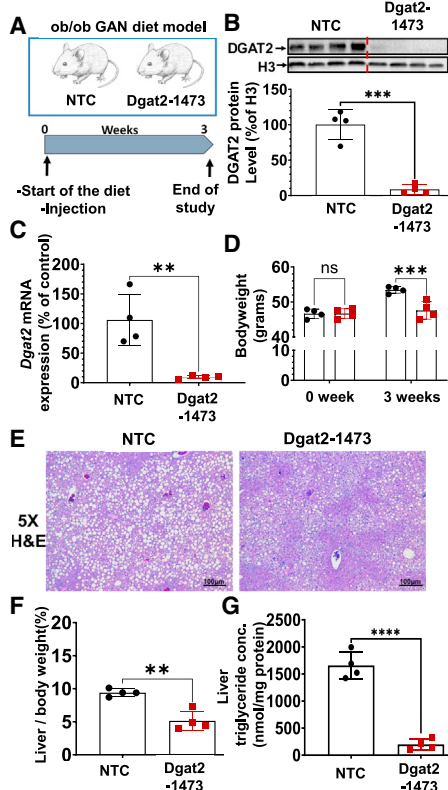 A
ob/ob GAN diet model
NTC
Dgat2-1473
0 Weeks 3
-Start of the diet
-Injection
End of
study
B
NTC
Dgat2-
1473
DGAT2
H3
DGAT2 protein
Level (%of H3)
150
100
50
0
***
NTC
Dgat2
-1473
C
Dgat2 mRNA
expression (% of control)
200
150
100
50
0
**
NTC
Dgat2
-1473
D
Bodyweight
(grams)
60
50
40
10
0
ns
***
0 week
3 weeks
E
NTC
Dgat2-1473
5X
H&E
100μm
100μm
F
Liver / body weight(%)
20
15
10
5
0
**
NTC
Dgat2
-1473
G
Liver
triglyceride conc.
(nmol/mg protein)
2000
1500
1000
500
0
****
NTC
Dgat2
-1473